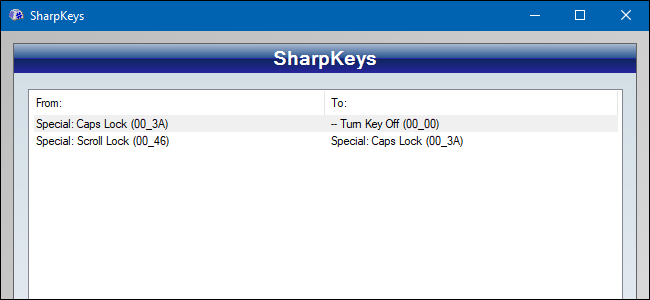 SharpKeys
SharpKeys
From: To:
Special: Caps Lock (00_3A) -- Turn Key Off (00_00)
Special: Scroll Lock (00_46) Special: Caps Lock (00_3A)